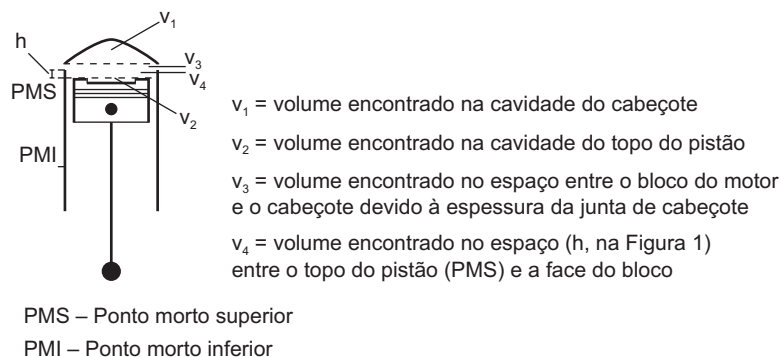 v₁
h
v₃
v₄
PMS
v₂
PMI
v₁ = volume encontrado na cavidade do cabeçote
v₂ = volume encontrado na cavidade do topo do pistão
v₃ = volume encontrado no espaço entre o bloco do motor
e o cabeçote devido à espessura da junta de cabeçote
v₄ = volume encontrado no espaço (h, na Figura 1)
entre o topo do pistão (PMS) e a face do bloco
PMS – Ponto morto superior
PMI – Ponto morto inferior